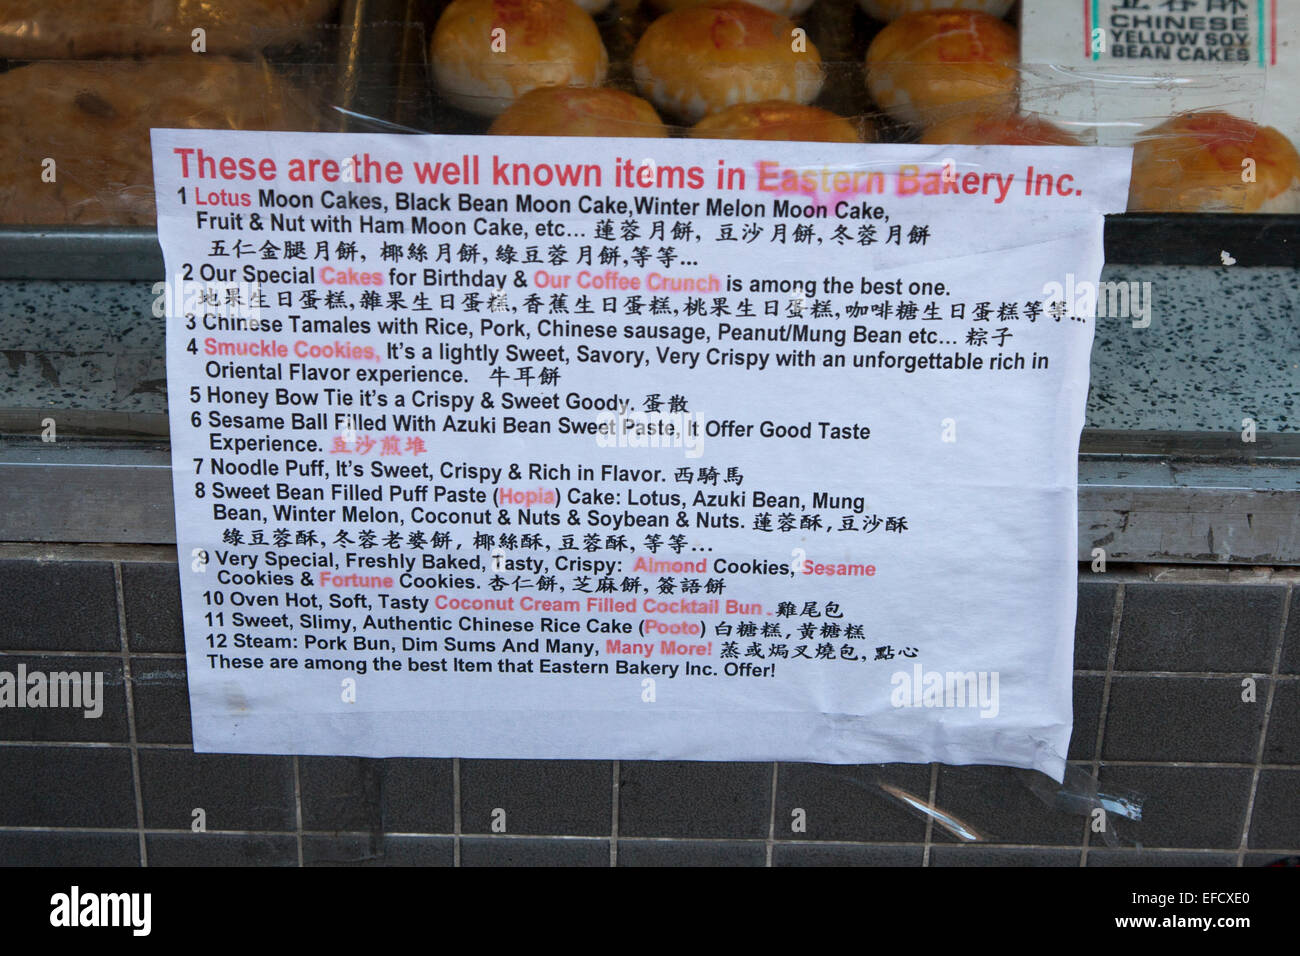 豆蓉酥
CHINESE
YELLOW SOY
BEAN CAKES
These are the well known items in Eastern Bakery Inc.
1 Lotus Moon Cakes, Black Bean Moon Cake,Winter Melon Moon Cake,
Fruit & Nut with Ham Moon Cake, etc... 蓮蓉月餅, 豆沙月餅,冬蓉月餅
五仁金腿月餅, 椰絲月餅,綠豆蓉月餅,等等...
2 Our Special Cakes for Birthday & Our Coffee Crunch is among the best one.
地果生日蛋糕,雜果生日蛋糕,香蕉生日蛋糕,桃果生日蛋糕,咖啡糖生日蛋糕等等...
3 Chinese Tamales with Rice, Pork, Chinese sausage, Peanut/Mung Bean etc... 粽子
4 Smuckle Cookies, It's a lightly Sweet, Savory, Very Crispy with an unforgettable rich in
Oriental Flavor experience. 牛耳餅
5 Honey Bow Tie it's a Crispy & Sweet Goody, 蛋散
6 Sesame Ball Filled With Azuki Bean Sweet Paste, It Offer Good Taste
Experience. 豆沙煎堆
7 Noodle Puff, It's Sweet, Crispy & Rich in Flavor. 西騎馬
8 Sweet Bean Filled Puff Paste (Hopia) Cake: Lotus, Azuki Bean, Mung
Bean, Winter Melon, Coconut & Nuts & Soybean & Nuts. 蓮蓉酥,豆沙酥
綠豆蓉酥,冬蓉老婆餅, 椰絲酥,豆蓉酥,等等...
9 Very Special, Freshly Baked, Tasty, Crispy: Almond Cookies, Sesame
Cookies & Fortune Cookies. 杏仁餅,芝麻餅,簽語餅
10 Oven Hot, Soft, Tasty Coconut Cream Filled Cocktail Bun. 雞尾包
11 Sweet, Slimy, Authentic Chinese Rice Cake (Pooto) 白糖糕,黃糖糕
12 Steam: Pork Bun, Dim Sums And Many, Many More! 蒸或焗叉燒包,點心
These are among the best Item that Eastern Bakery Inc. Offer!
alamy
alamy stock photo
EFCXE0
www.alamy.com